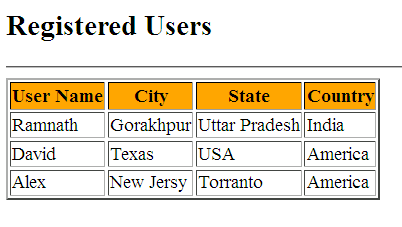 Registered Users
User Name City State Country
Ramnath Gorakhpur Uttar Pradesh India
David Texas USA America
Alex New Jersy Torranto America